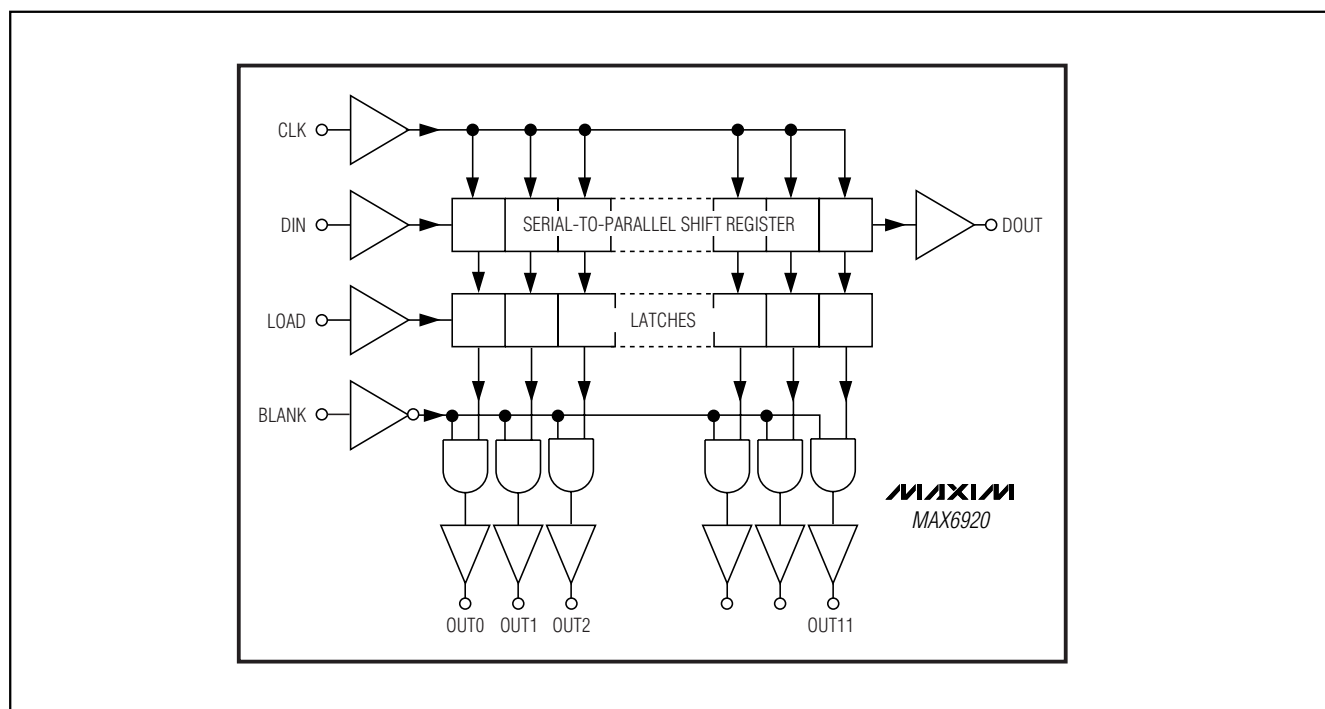 CLK
DIN
SERIAL-TO-PARALLEL SHIFT REGISTER
DOUT
LOAD
LATCHES
BLANK
MAXIM
MAX6920
OUT0
OUT1
OUT2
OUT11